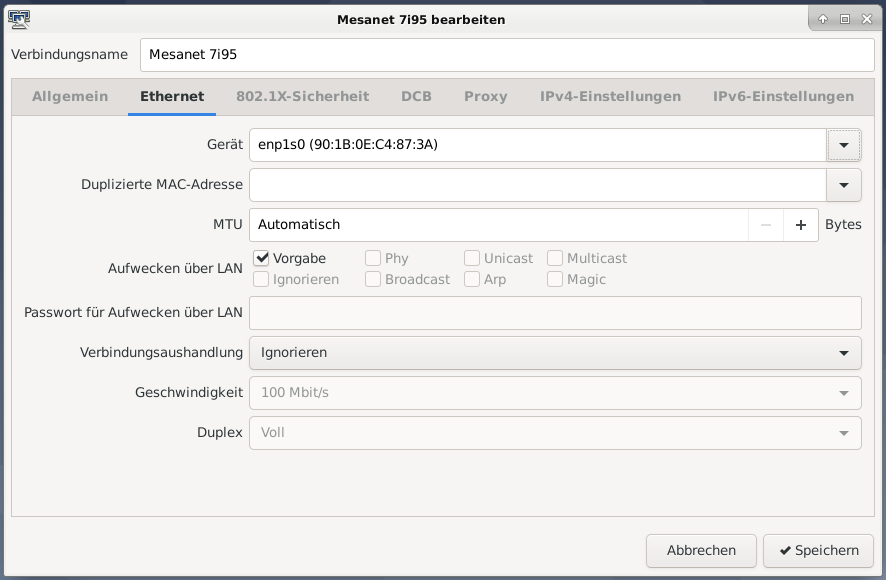 Mesanet 7i95 bearbeiten
Verbindungsname Mesanet 7i95
Allgemein Ethernet 802.1X-Sicherheit DCB Proxy IPv4-Einstellungen IPv6-Einstellungen
Gerät enp1s0 (90:1B:0E:C4:87:3A)
Duplizierte MAC-Adresse
MTU Automatisch − + Bytes
Aufwecken über LAN
Vorgabe Phy Unicast Multicast
Ignorieren Broadcast Arp Magic
Passwort für Aufwecken über LAN
Verbindungsaushandlung Ignorieren
Geschwindigkeit 100 Mbit/s
Duplex Voll
Abbrechen Speichern